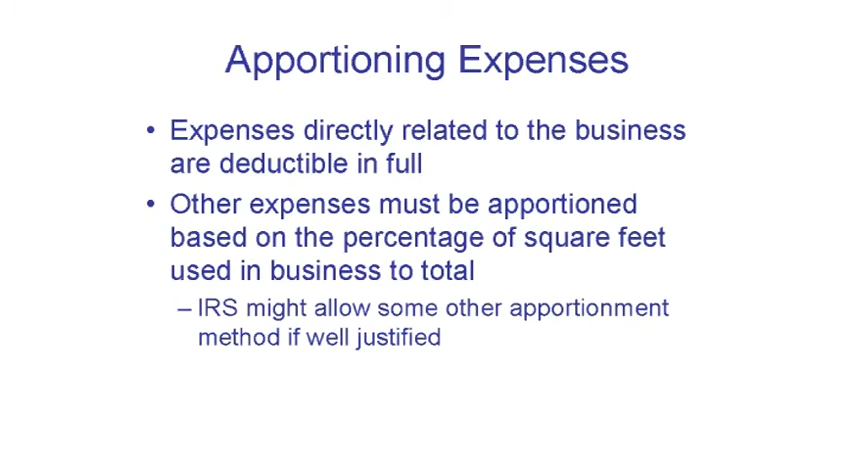 Apportioning Expenses
• Expenses directly related to the business
are deductible in full
• Other expenses must be apportioned
based on the percentage of square feet
used in business to total
– IRS might allow some other apportionment
method if well justified